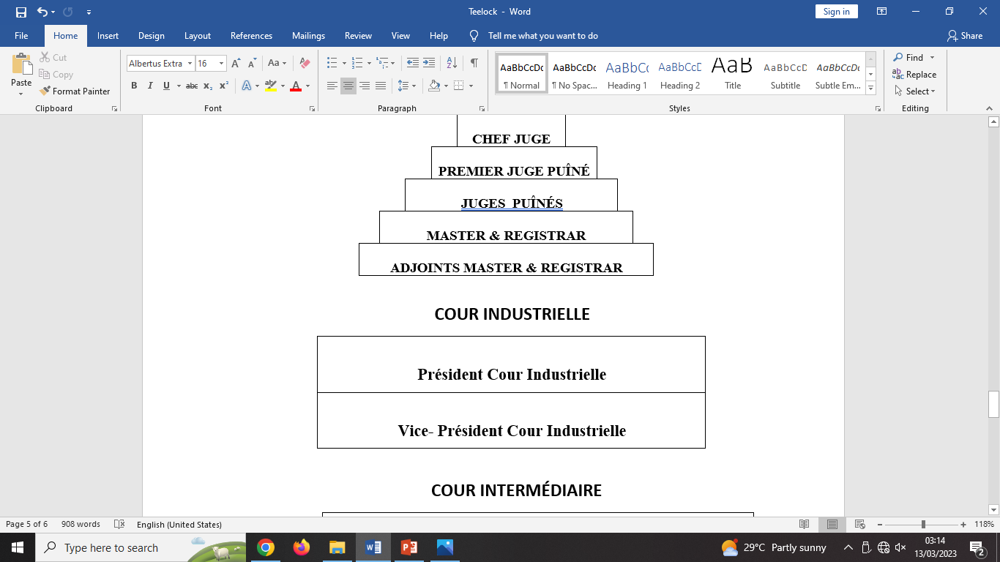 Teelock - Word
Sign in
File Home Insert Design Layout References Mailings Review View Help Tell me what you want to do Share
Paste
Cut
Copy
Format Painter
Clipboard
Albertus Extra 16
Font
Paragraph
AaBbCcDc AaBbCcDc AaBbCc AaBbCcD AaB AaBbCcD AaBbCcDc
¶ Normal ¶ No Spac... Heading 1 Heading 2 Title Subtitle Subtle Em...
Styles
Find
Replace
Select
Editing
CHEF JUGE
PREMIER JUGE PUÎNÉ
JUGES PUÎNÉS
MASTER & REGISTRAR
ADJOINTS MASTER & REGISTRAR
COUR INDUSTRIELLE
Président Cour Industrielle
Vice- Président Cour Industrielle
COUR INTERMÉDIAIRE
Page 5 of 6 908 words English (United States) 118%
Type here to search
29°C Partly sunny
03:14
13/03/2023
2